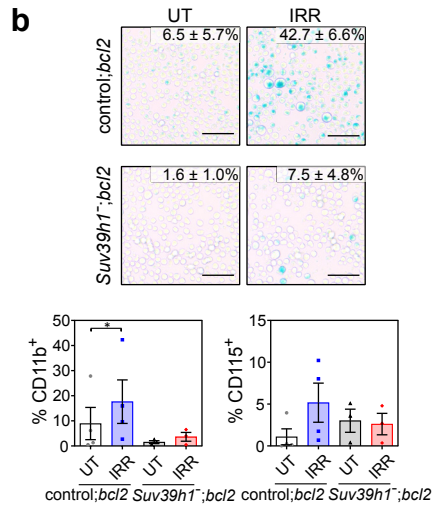 b
UT IRR
control;bcl2
6.5 ± 5.7% 42.7 ± 6.6%
Suv39h1⁻;bcl2
1.6 ± 1.0% 7.5 ± 4.8%
% CD11b⁺
50
40
30
20
10
0
*
UT IRR UT IRR
control;bcl2 Suv39h1⁻;bcl2
% CD115⁺
15
10
5
0
UT IRR UT IRR
control;bcl2 Suv39h1⁻;bcl2